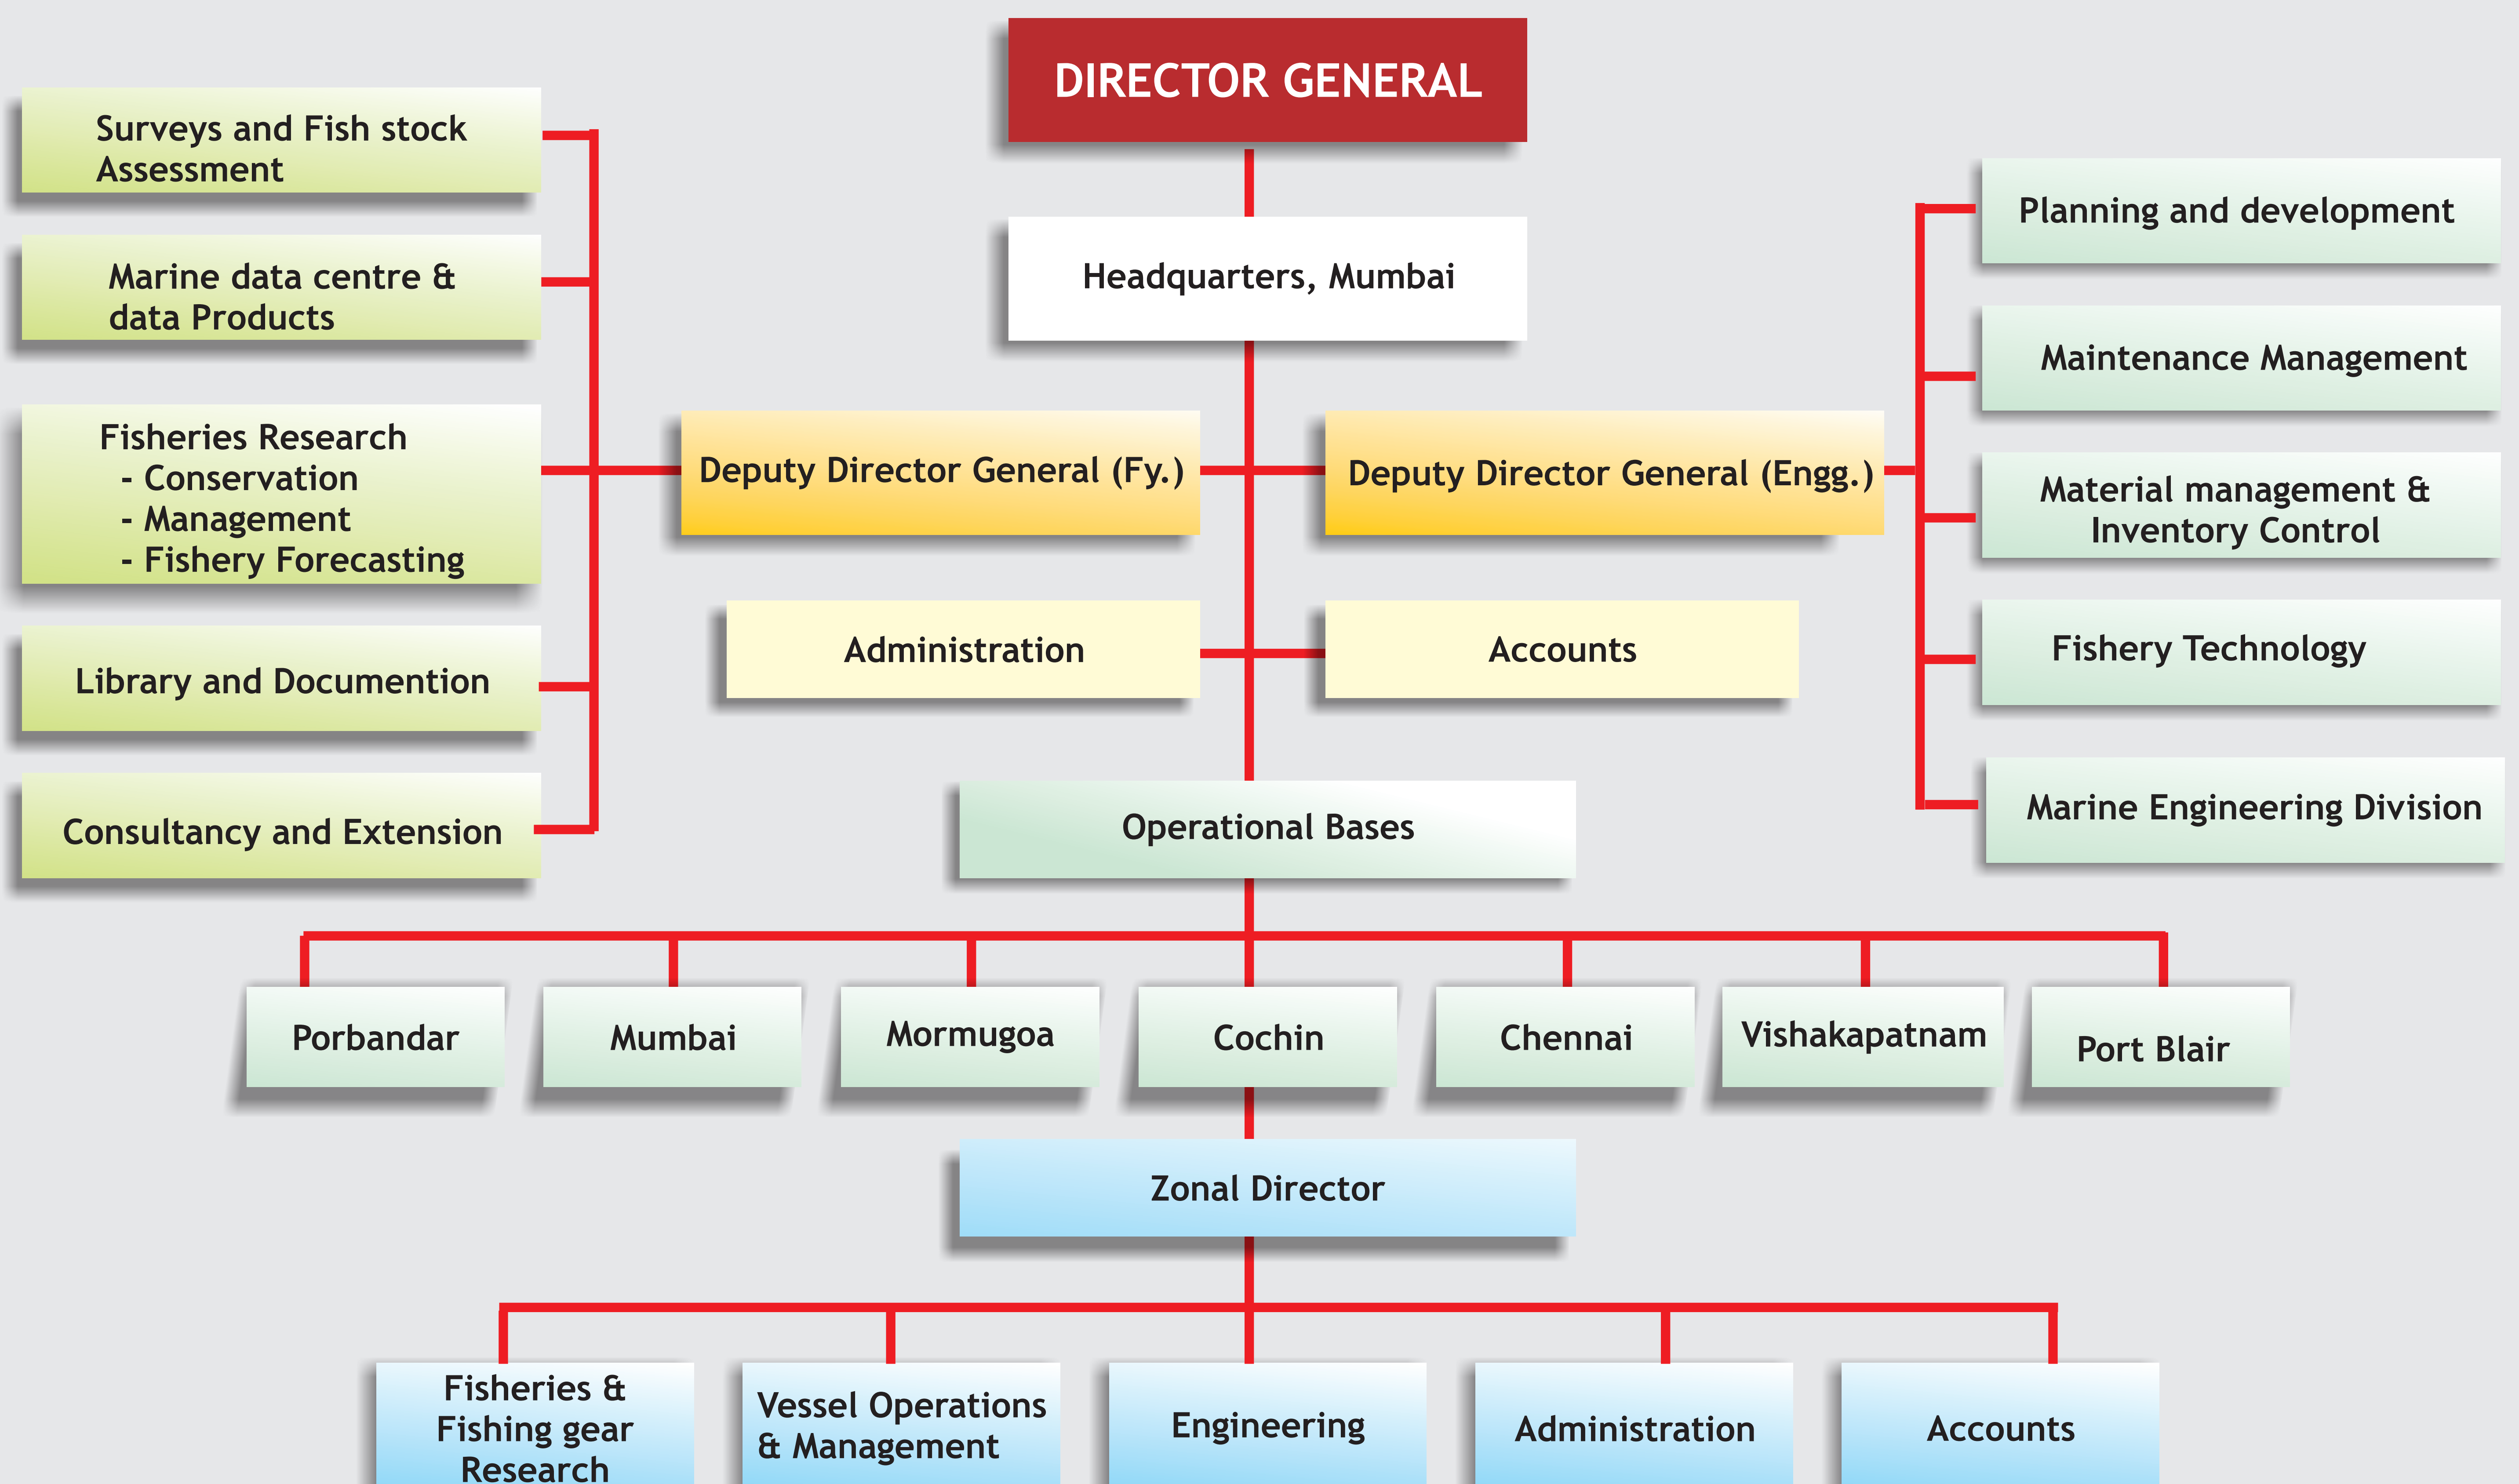 DIRECTOR GENERAL
Headquarters, Mumbai
Surveys and Fish stock
Assessment
Marine data centre &
data Products
Fisheries Research
- Conservation
- Management
- Fishery Forecasting
Library and Documention
Consultancy and Extension
Deputy Director General (Fy.)
Deputy Director General (Engg.)
Planning and development
Maintenance Management
Material management &
Inventory Control
Fishery Technology
Marine Engineering Division
Administration
Accounts
Operational Bases
Porbandar
Mumbai
Mormugoa
Cochin
Chennai
Vishakapatnam
Port Blair
Zonal Director
Fisheries &
Fishing gear
Research
Vessel Operations
& Management
Engineering
Administration
Accounts